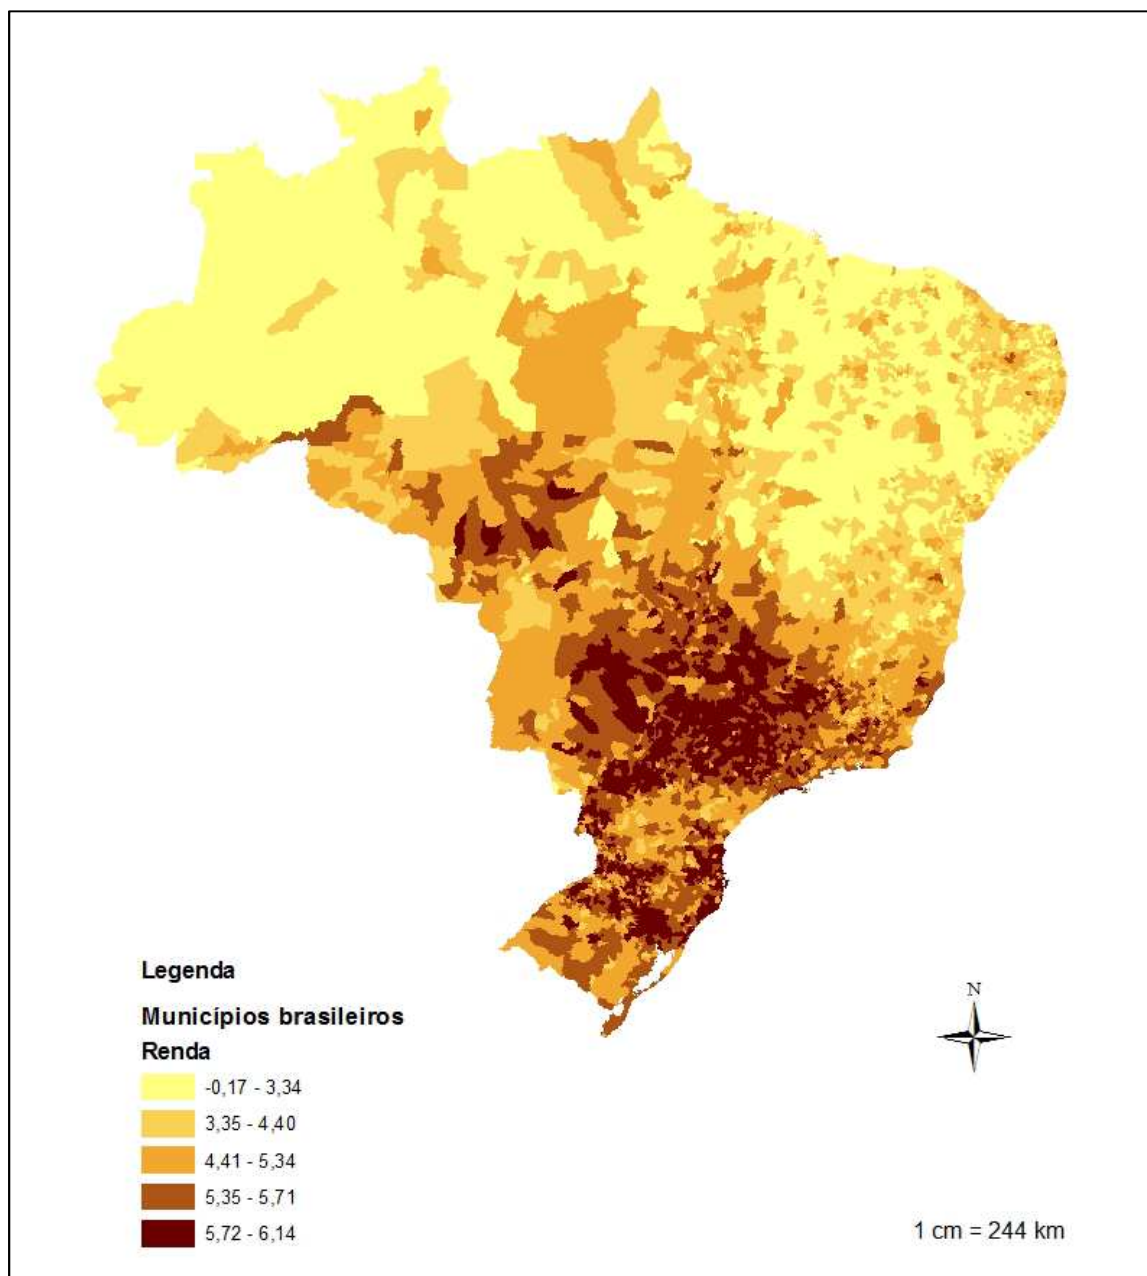 Legenda
Municípios brasileiros
Renda
-0,17 - 3,34
3,35 - 4,40
4,41 - 5,34
5,35 - 5,71
5,72 - 6,14
N
1 cm = 244 km